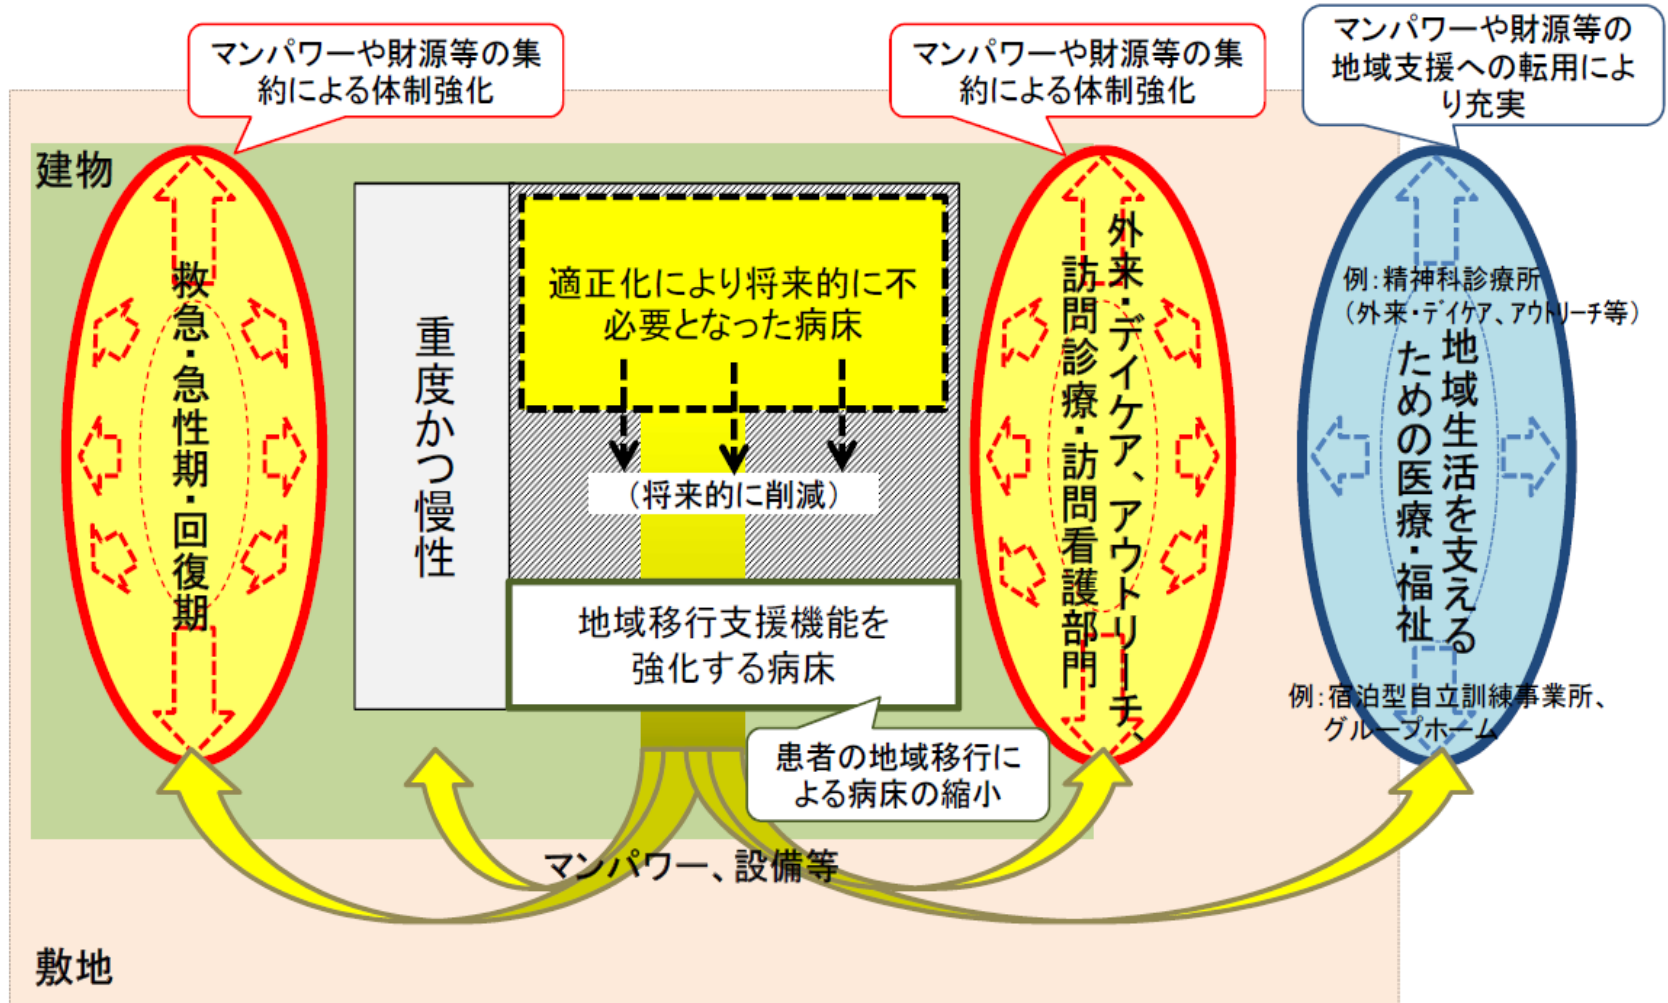 マンパワーや財源等の集
約による体制強化
マンパワーや財源等の集
約による体制強化
マンパワーや財源等の
地域支援への転用によ
り充実
建物
救急・急性期・回復期
重度かつ慢性
適正化により将来的に不
必要となった病床
（将来的に削減）
地域移行支援機能を
強化する病床
患者の地域移行に
よる病床の縮小
外来・デイケア、アウトリーチ、
訪問診療・訪問看護部門
例：精神科診療所
（外来・ﾃﾞｲｹｱ、ｱｳﾄﾘｰﾁ等）
地域生活を支える
ための医療・福祉
例：宿泊型自立訓練事業所、
グループホーム
マンパワー、設備等
敷地